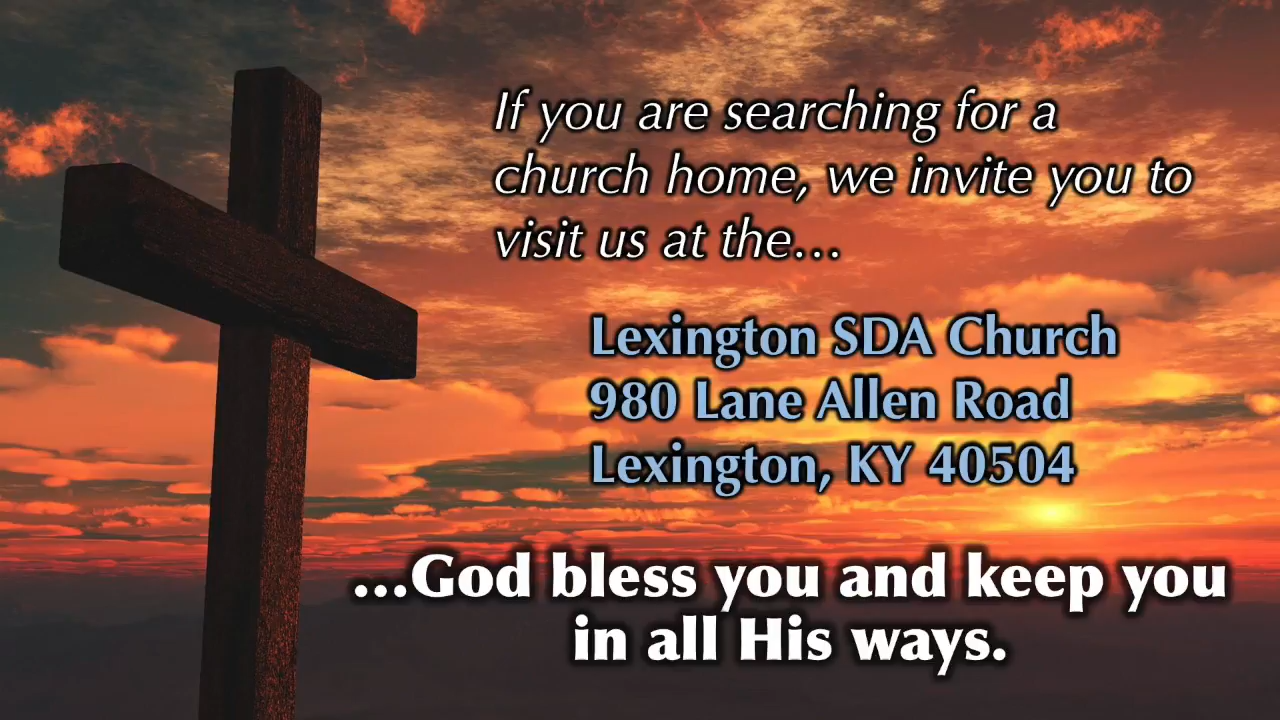 If you are searching for a
church home, we invite you to
visit us at the...
Lexington SDA Church
980 Lane Allen Road
Lexington, KY 40504
...God bless you and keep you
in all His ways.